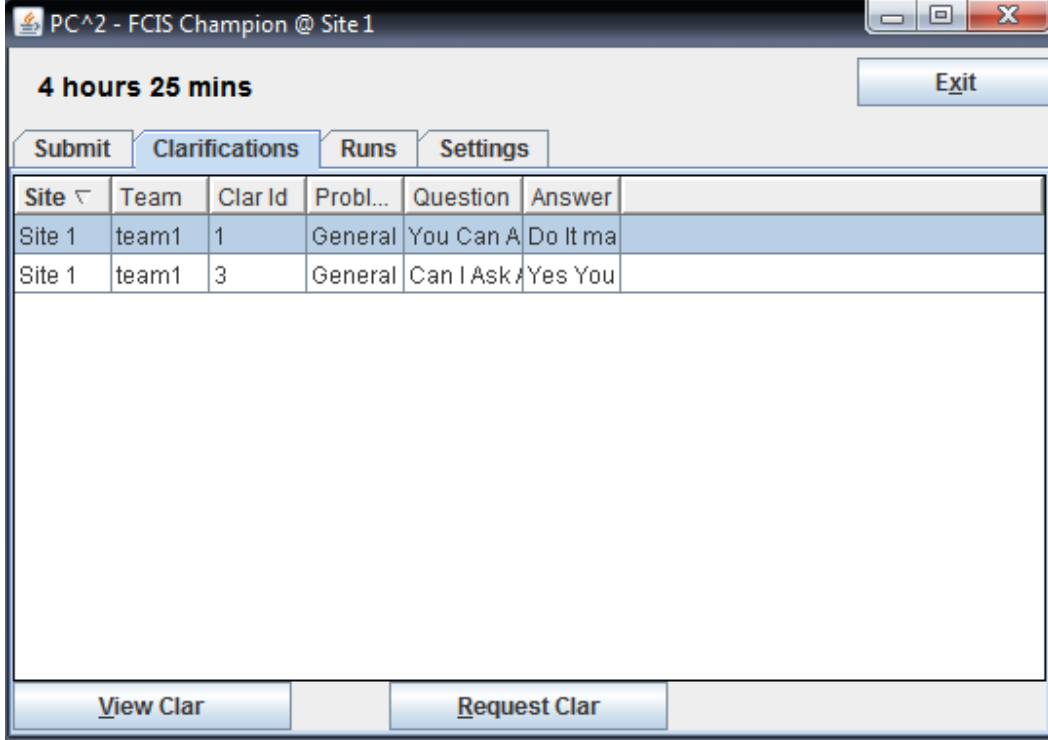 PC^2 - FCIS Champion @ Site 1
4 hours 25 mins
Exit
Submit Clarifications Runs Settings
Site Team Clar Id Probl... Question Answer
Site 1 team1 1 General You Can A Do It ma
Site 1 team1 3 General Can I Ask A Yes You
View Clar Request Clar